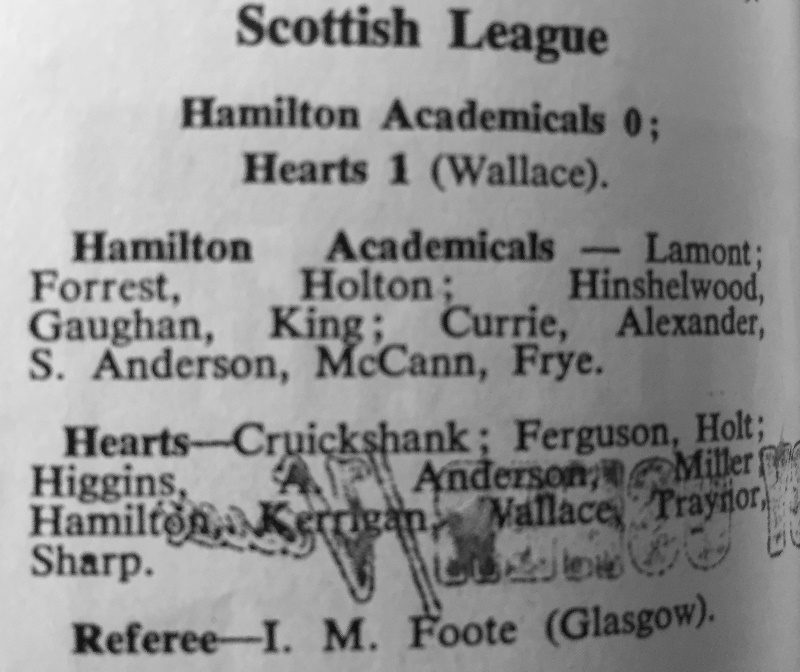 Scottish League
Hamilton Academicals 0;
Hearts 1 (Wallace).
Hamilton Academicals — Lamont;
Forrest, Holton; Hinshelwood,
Gaughan, King; Currie, Alexander,
S. Anderson, McCann, Frye.
Hearts—Cruickshank; Ferguson, Holt;
Higgins, A. Anderson, Miller
Hamilton, Kerrigan, Wallace, Traynor,
Sharp.
Referee—I. M. Foote (Glasgow).